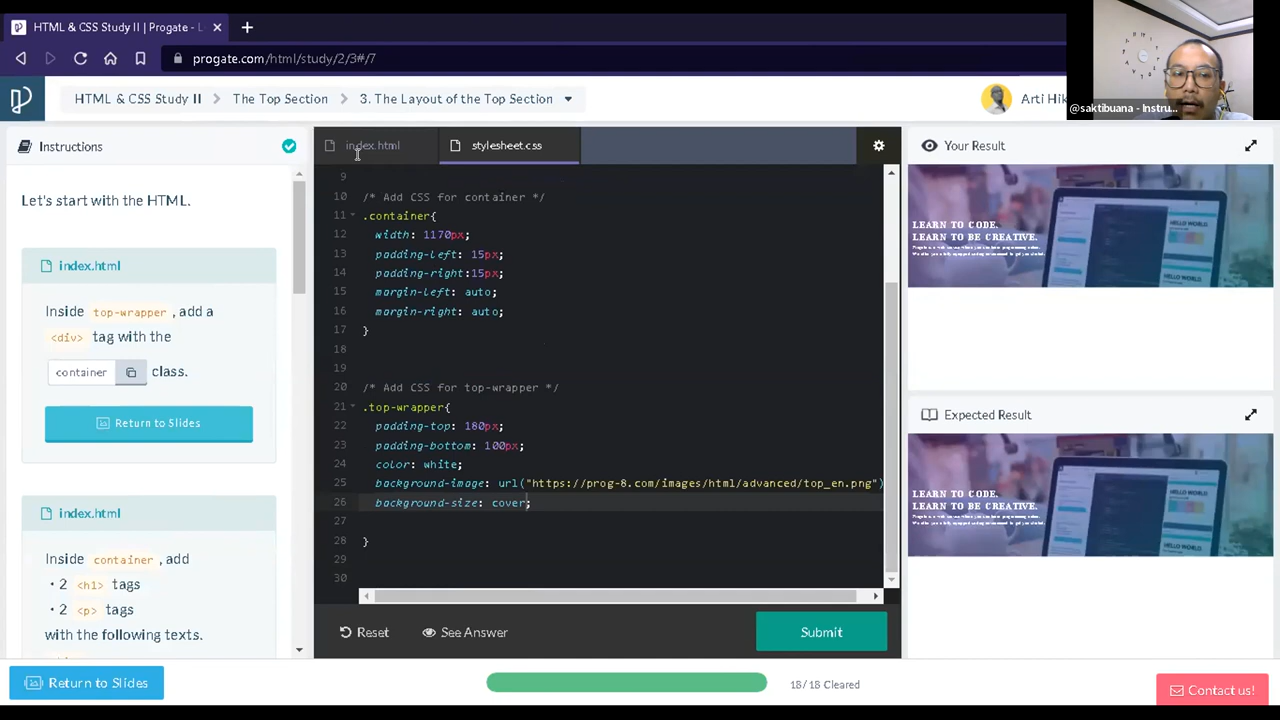 HTML & CSS Study II | Progate - L
progate.com/html/study/2/3#/7
HTML & CSS Study II
The Top Section
3. The Layout of the Top Section
Arti Hik
@saktibuana - Instru...
Instructions
Let's start with the HTML.
index.html
Inside top-wrapper , add a
<div> tag with the
container class.
Return to Slides
index.html
Inside container , add
• 2 <h1> tags
• 2 <p> tags
with the following texts.
index.html
stylesheet.css
9
10 /* Add CSS for container */
11 .container{
12 width: 1170px;
13 padding-left: 15px;
14 padding-right:15px;
15 margin-left: auto;
16 margin-right: auto;
17 }
18
19
20 /* Add CSS for top-wrapper */
21 .top-wrapper{
22 padding-top: 180px;
23 padding-bottom: 100px;
24 color: white;
25 background-image: url("https://prog-8.com/images/html/advanced/top_en.png")
26 background-size: cover;
27
28 }
29
30
Reset
See Answer
Submit
Your Result
LEARN TO CODE.
LEARN TO BE CREATIVE.
HELLO WORLD.
HELLO WORLD
Expected Result
LEARN TO CODE.
LEARN TO BE CREATIVE.
HELLO WORLD.
HELLO WORLD
Return to Slides
18/18 Cleared
Contact us!